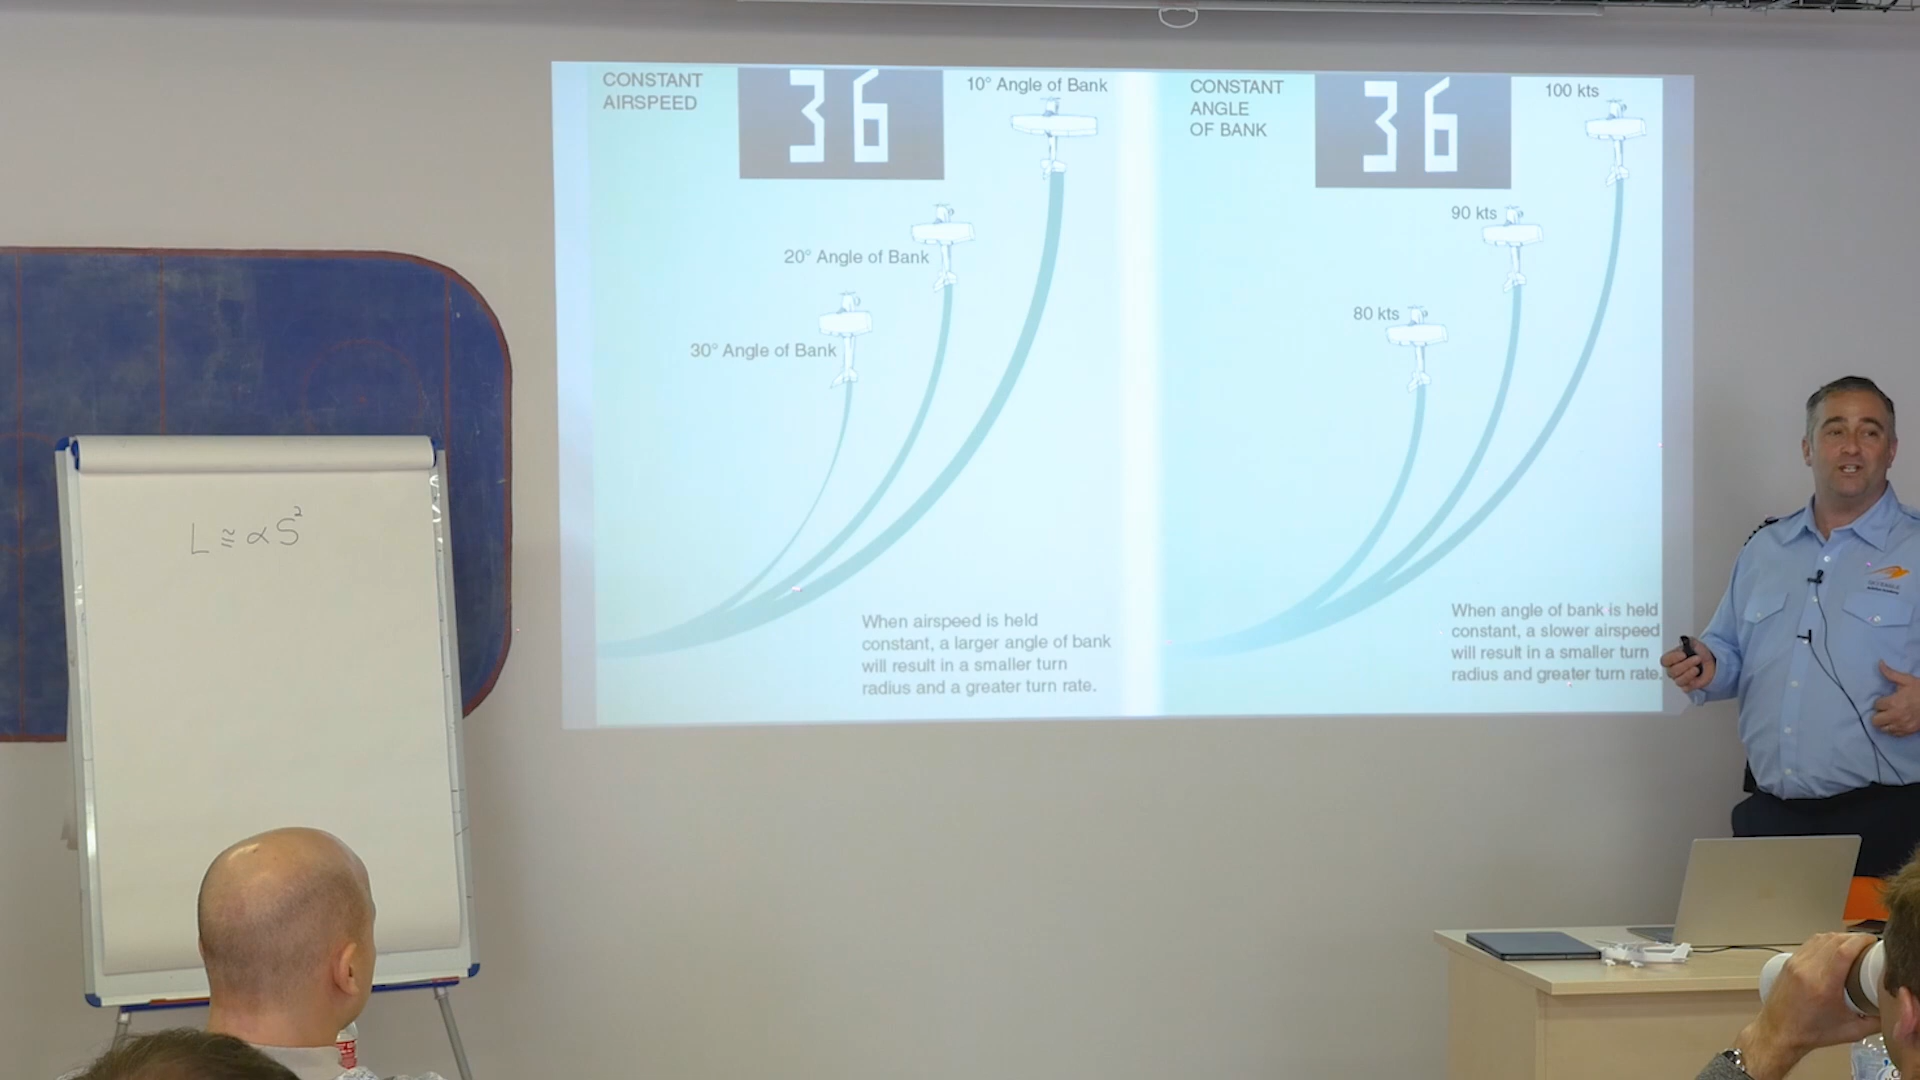 CONSTANT
AIRSPEED
36
10° Angle of Bank
20° Angle of Bank
30° Angle of Bank
When airspeed is held
constant, a larger angle of bank
will result in a smaller turn
radius and a greater turn rate.
CONSTANT
ANGLE
OF BANK
36
100 kts
90 kts
80 kts
When angle of bank is held
constant, a slower airspeed
will result in a smaller turn
radius and greater turn rate.
L ≅ αS²